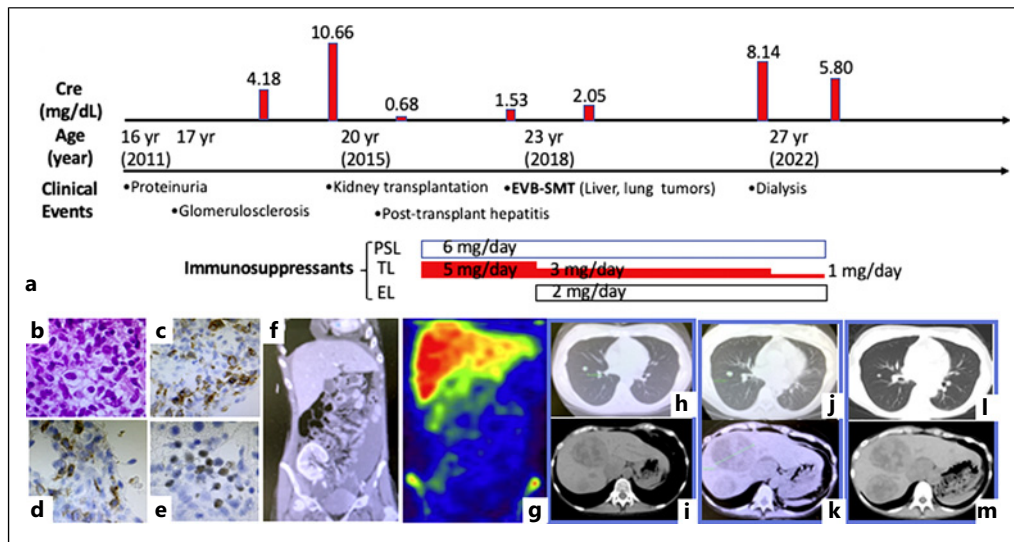 10.66
8.14
5.80
4.18
2.05
1.53
0.68
Cre
(mg/dL)
Age
(year)
16 yr 17 yr 20 yr 23 yr 27 yr
(2011) (2015) (2018) (2022)
Clinical
Events
•Proteinuria •Kidney transplantation •EVB-SMT (Liver, lung tumors) •Dialysis
•Glomerulosclerosis •Post-transplant hepatitis
Immunosuppressants
PSL 6 mg/day
TL 5 mg/day 3 mg/day 1 mg/day
EL 2 mg/day
a
b c f h j l
d e g i k m